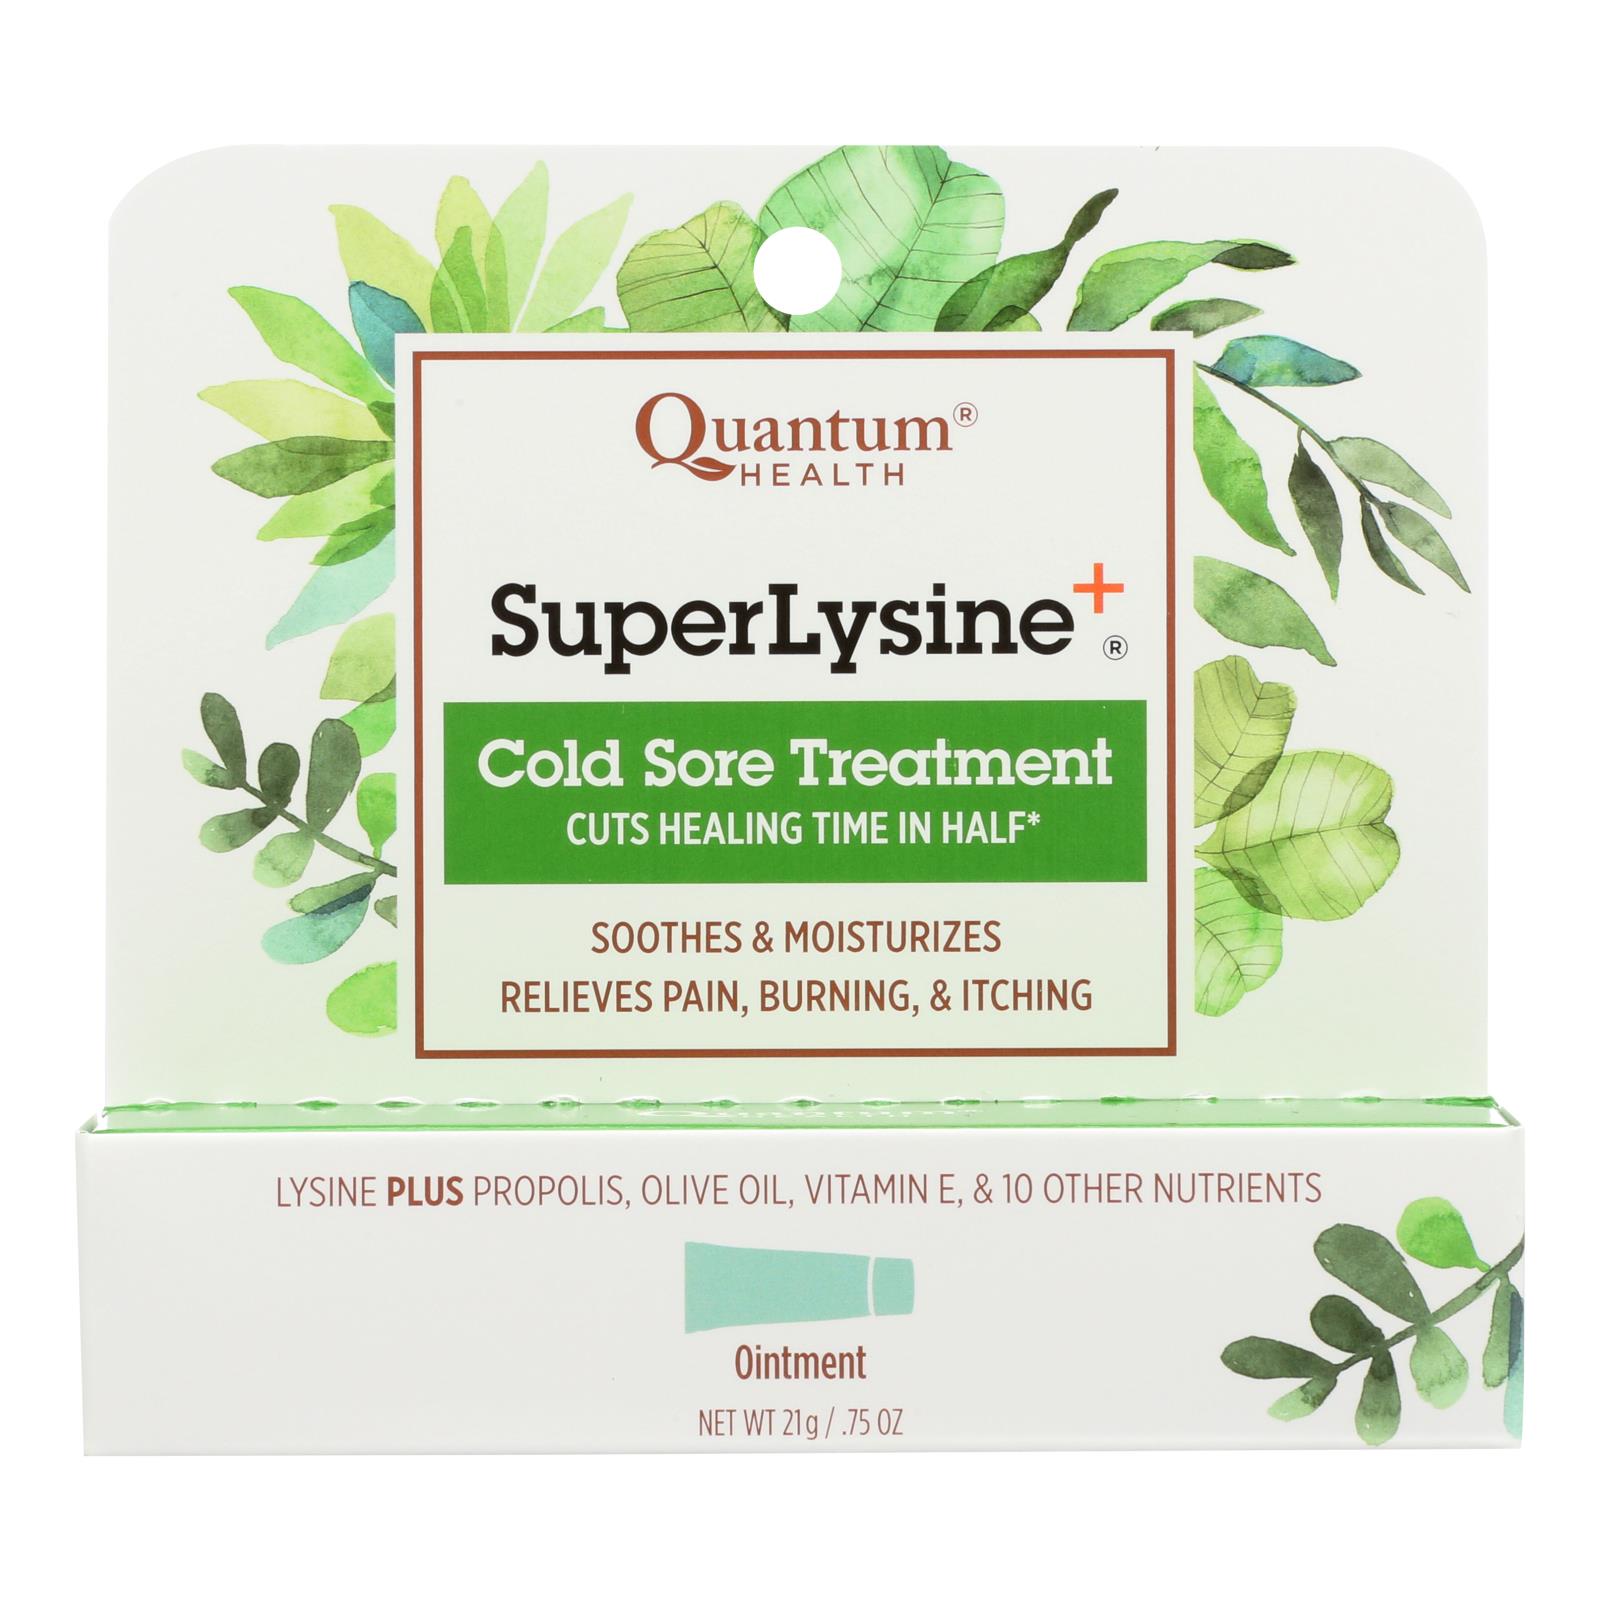 Quantum®
HEALTH
SuperLysine+®
Cold Sore Treatment
CUTS HEALING TIME IN HALF*
SOOTHES & MOISTURIZES
RELIEVES PAIN, BURNING, & ITCHING
LYSINE PLUS PROPOLIS, OLIVE OIL, VITAMIN E, & 10 OTHER NUTRIENTS
Ointment
NET WT 21g / .75 OZ